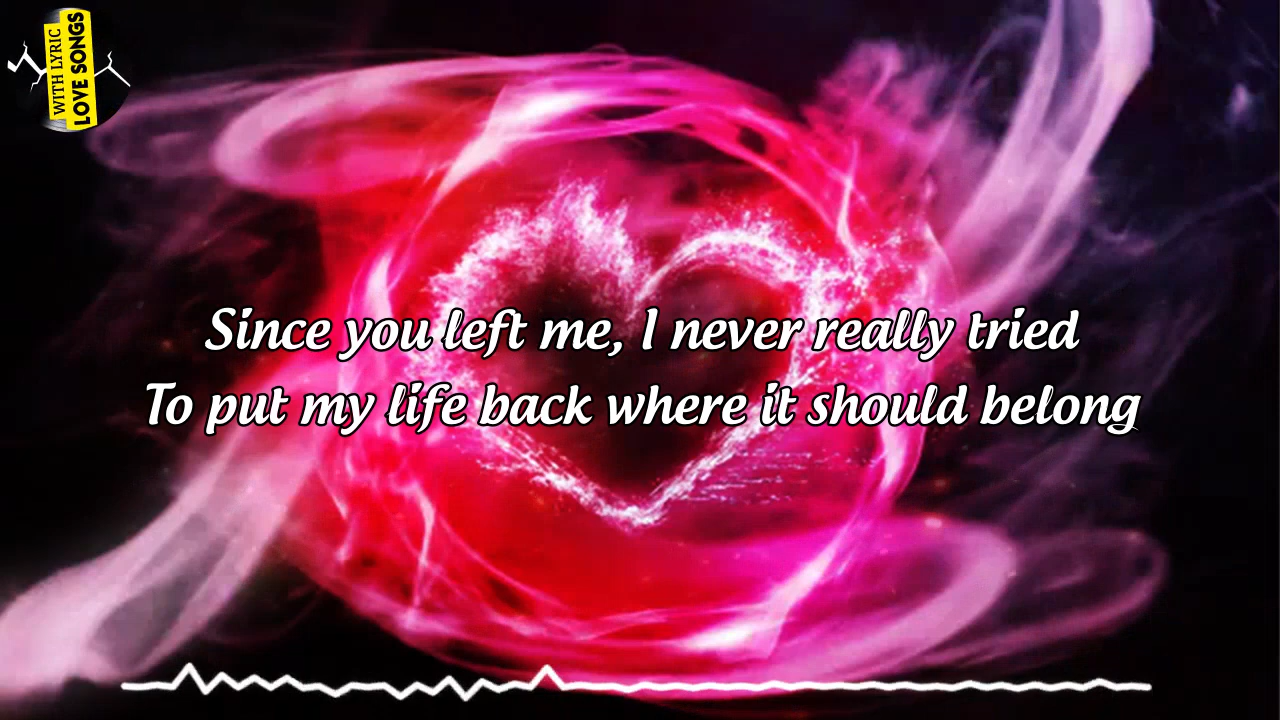 WITH LYRIC
LOVE SONGS
Since you left me, I never really tried
To put my life back where it should belong